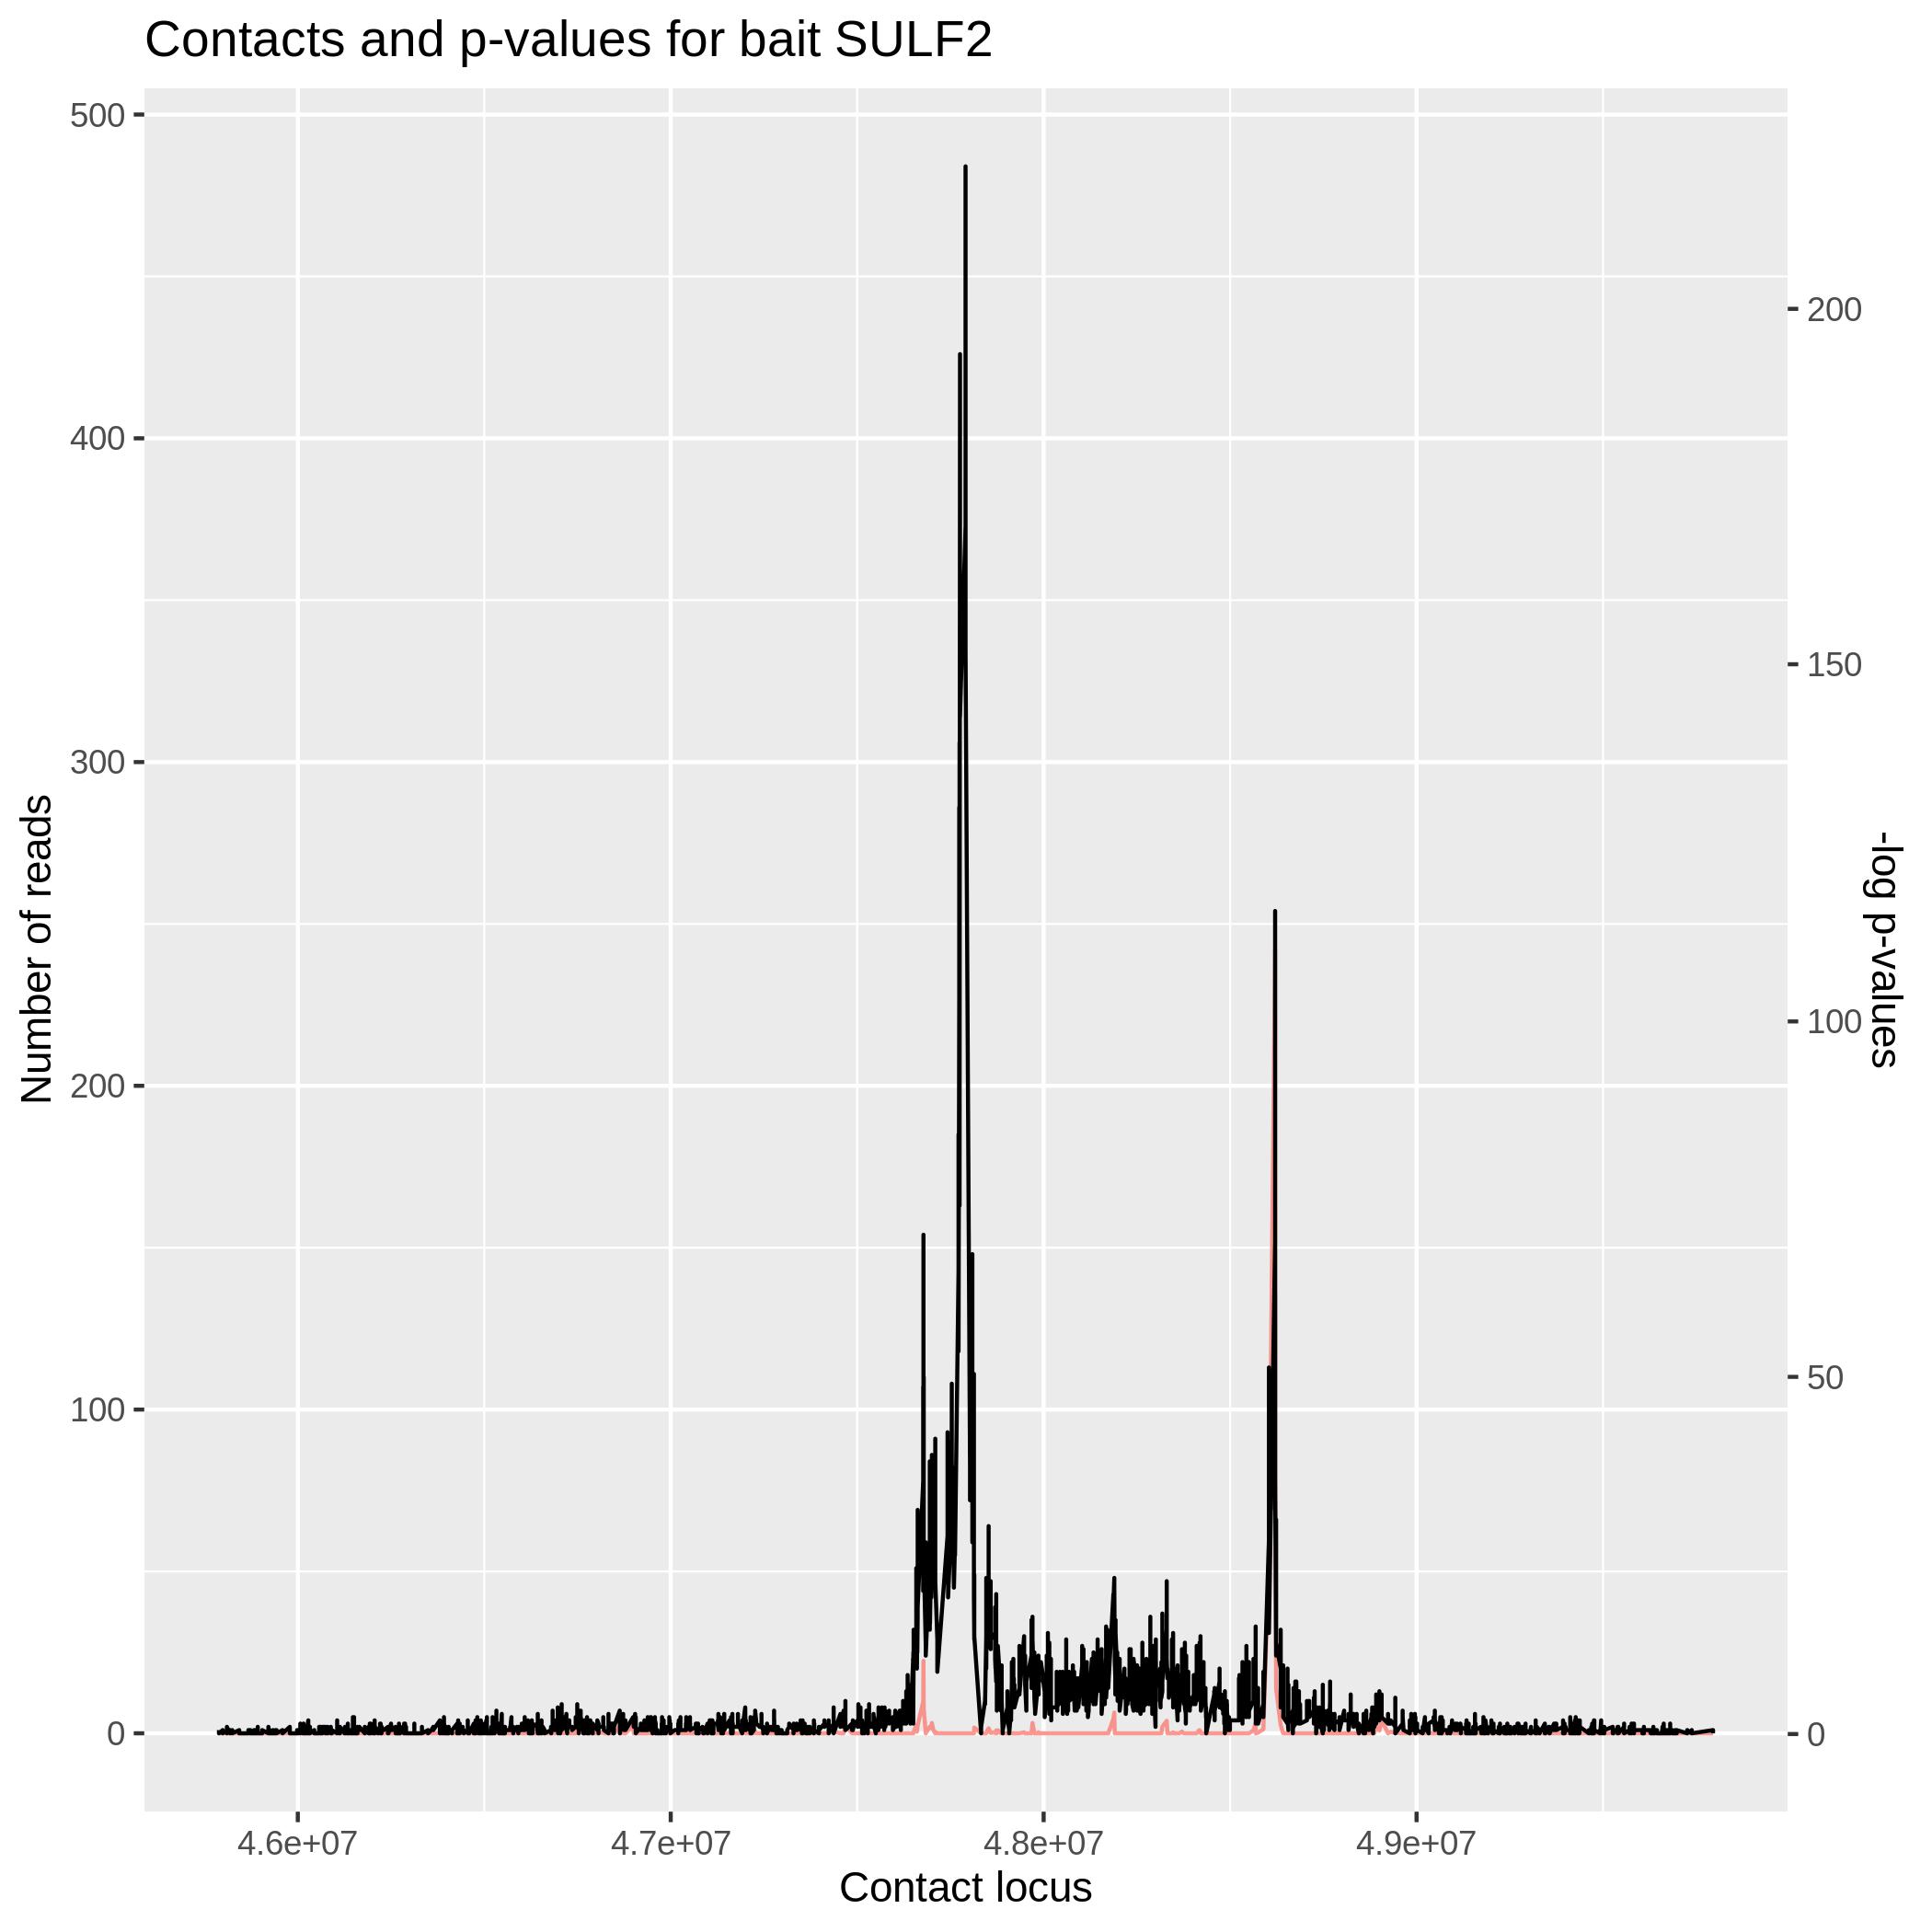 Contacts and p-values for bait SULF2
500
400
300
200
100
0
Number of reads
200
150
100
50
0
-log p-values
4.6e+07
4.7e+07
4.8e+07
4.9e+07
Contact locus